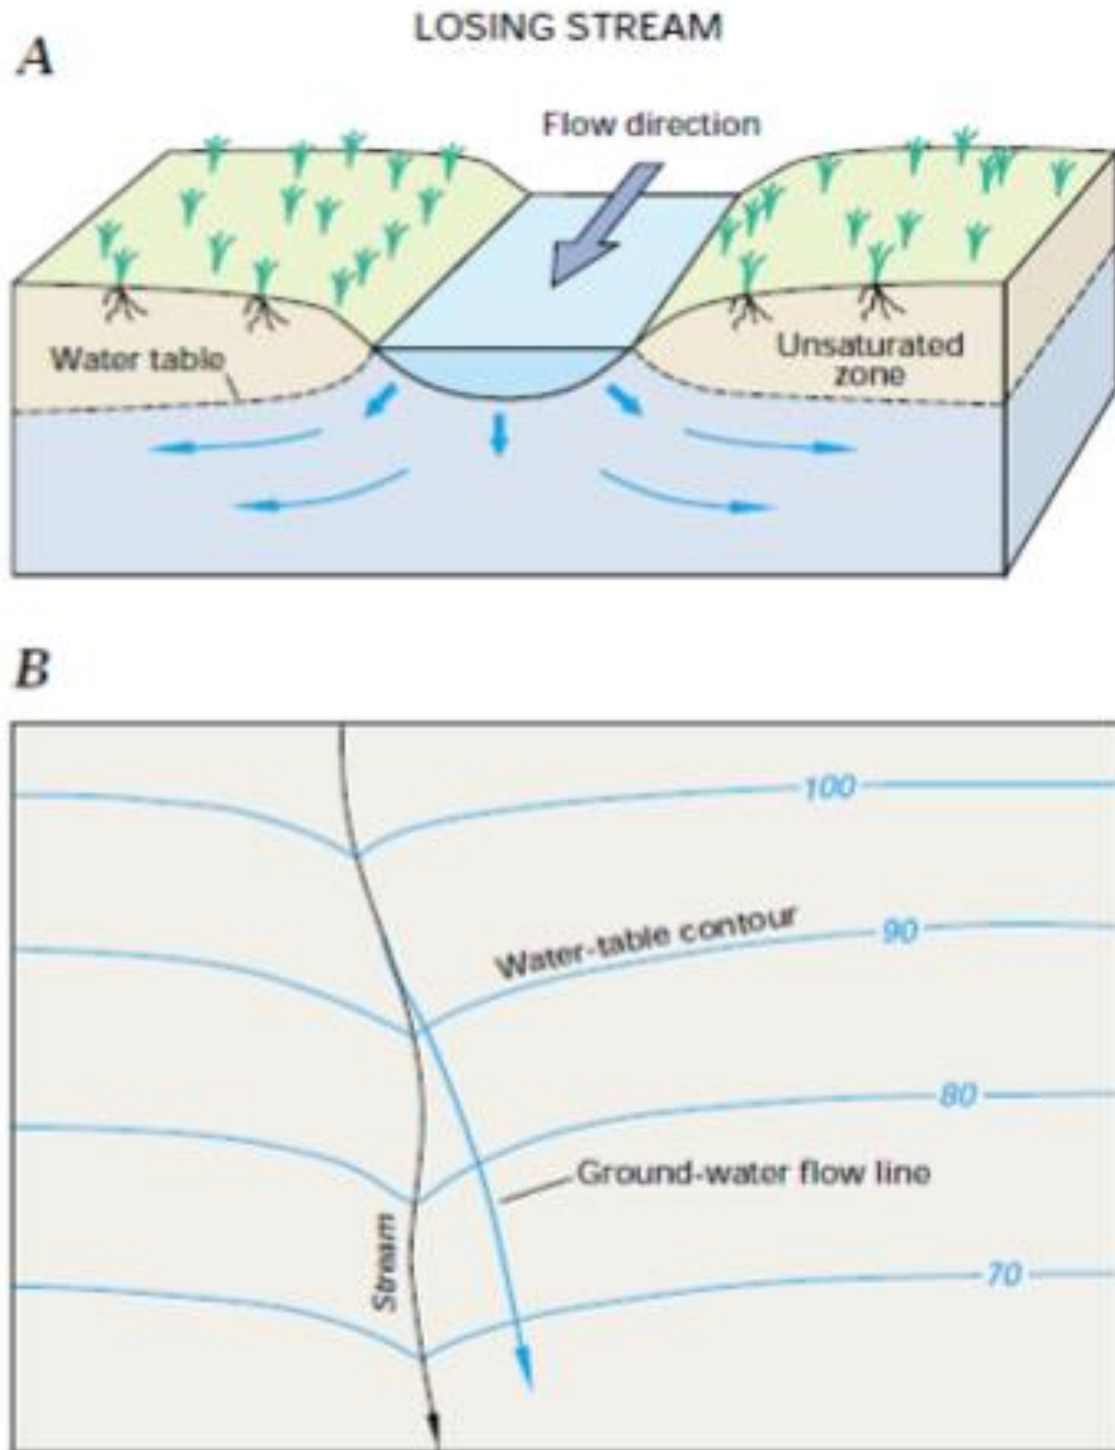 LOSING STREAM
A
Flow direction
Water table
Unsaturated
zone
B
100
Water-table contour
90
80
Ground-water flow line
Stream
70